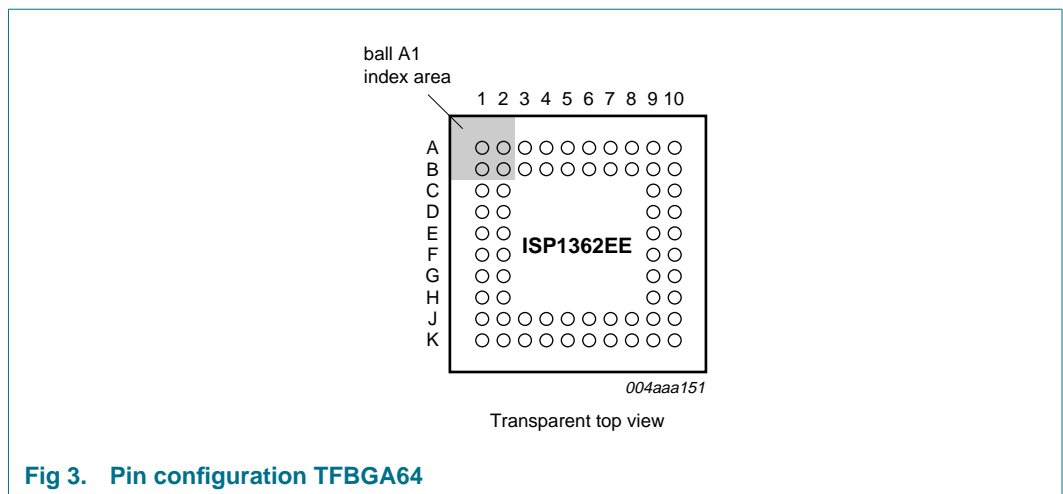 ball A1
index area
1 2 3 4 5 6 7 8 9 10
A
B
C
D
E
F
G
H
J
K
ISP1362EE
004aaa151
Transparent top view
Fig 3. Pin configuration TFBGA64